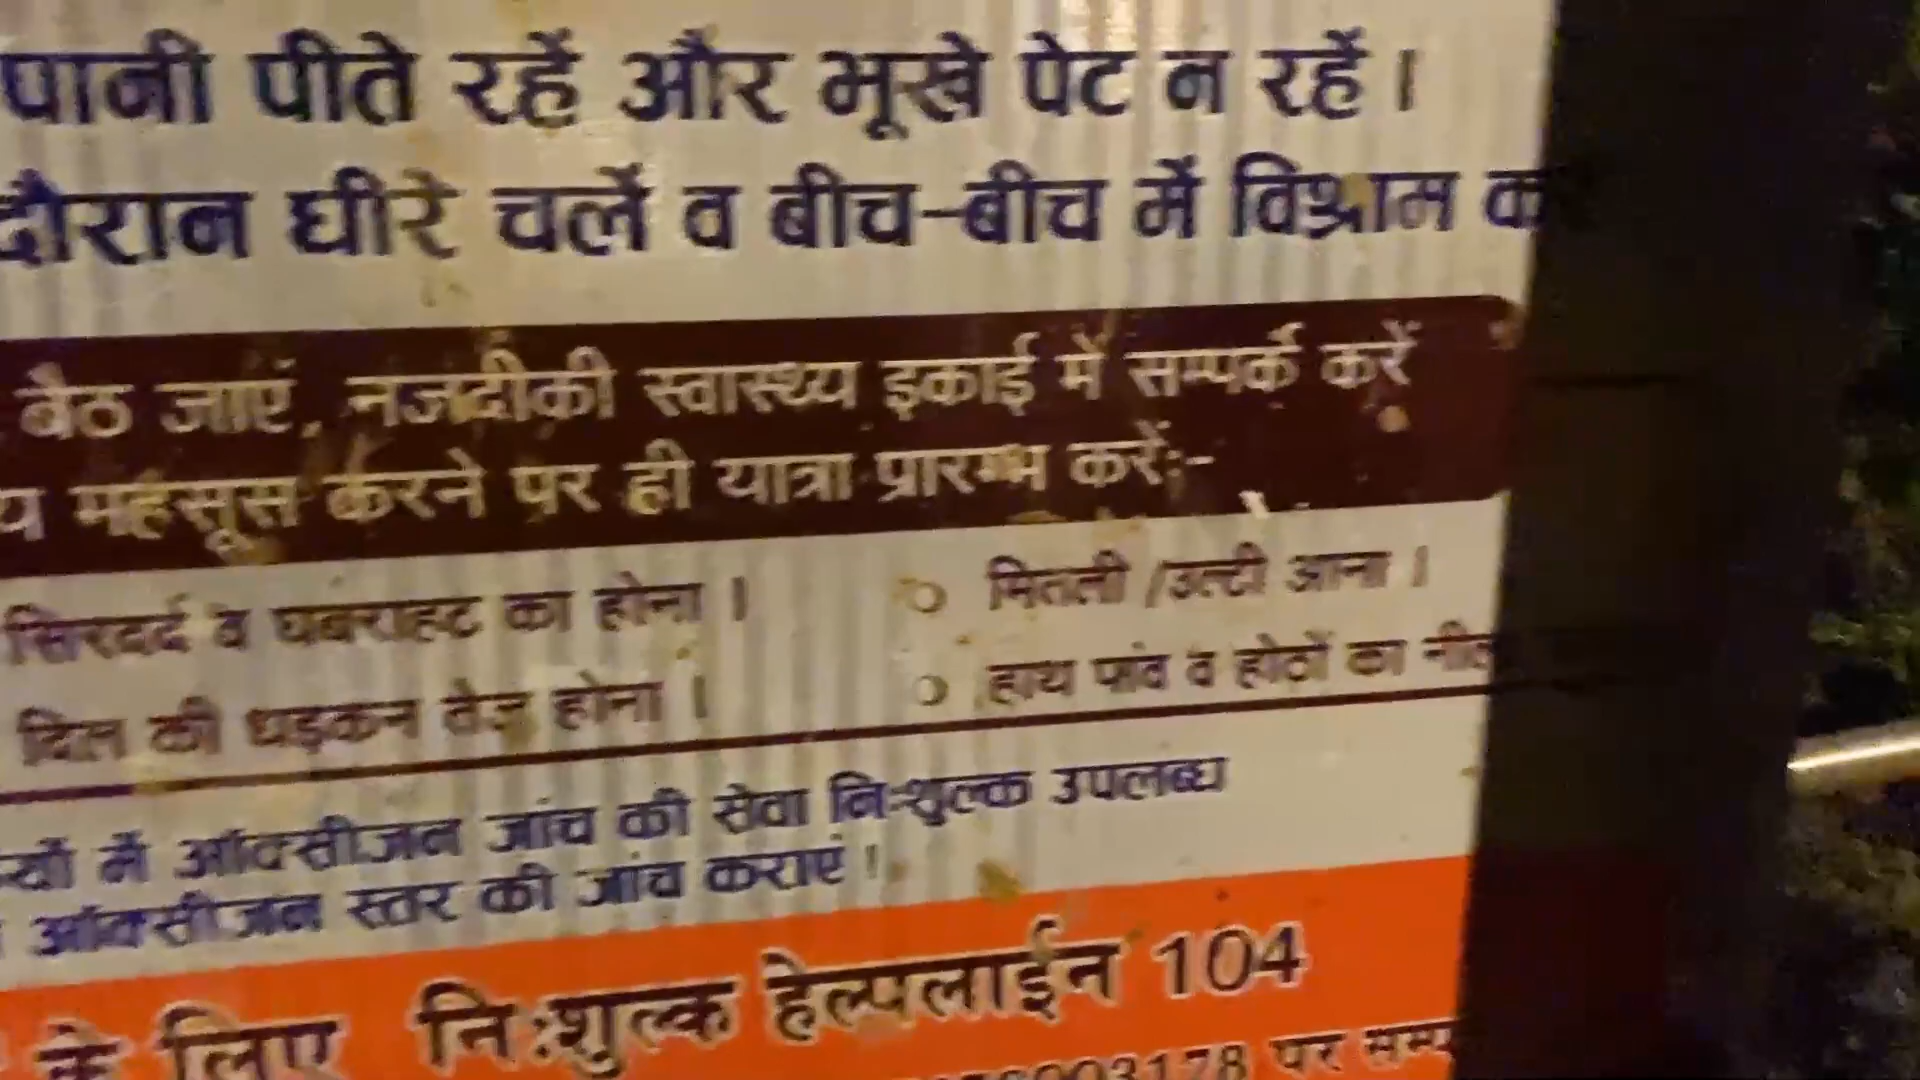 पानी पीते रहें और भूखे पेट न रहें ।
दौरान धीरे चलें व बीच-बीच में विश्राम
बैठ जाएं, नजदीकी स्वास्थ्य इकाई में सम्पर्क करें
महसूस करने पर ही यात्रा प्रारम्भ करें:-
सिरदर्द व घबराहट का होना ।
मितली /उल्टी आना ।
दिल की धड़कन तेज होना ।
हाथ पांव व होठों का
में ऑक्सीजन जांच की सेवा निःशुल्क उपलब्ध
ऑक्सीजन स्तर की जांच कराएं ।
के लिए निःशुल्क हेल्पलाईन 104
पर